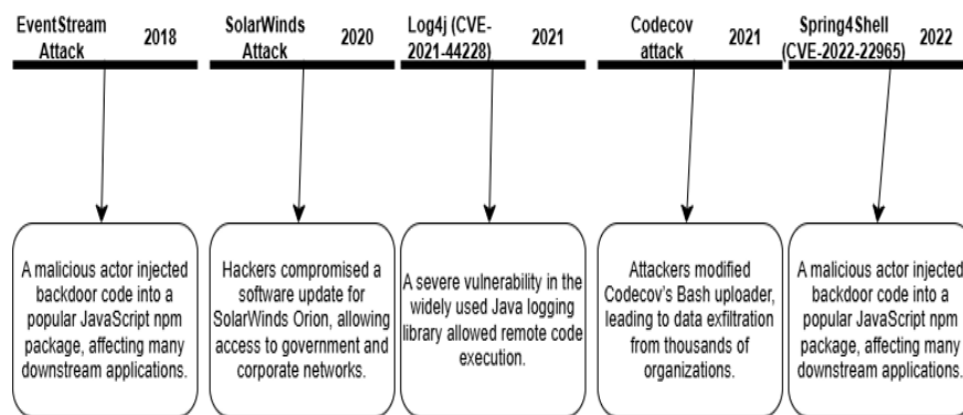 EventStream
Attack
2018
SolarWinds
Attack
2020
Log4j (CVE-
2021-44228)
2021
Codecov
attack
2021
Spring4Shell
(CVE-2022-22965)
2022
A malicious actor injected
backdoor code into a
popular JavaScript npm
package, affecting many
downstream applications.
Hackers compromised a
software update for
SolarWinds Orion, allowing
access to government and
corporate networks.
A severe vulnerability in the
widely used Java logging
library allowed remote code
execution.
Attackers modified
Codecov's Bash uploader,
leading to data exfiltration
from thousands of
organizations.
A malicious actor injected
backdoor code into a
popular JavaScript npm
package, affecting many
downstream applications.